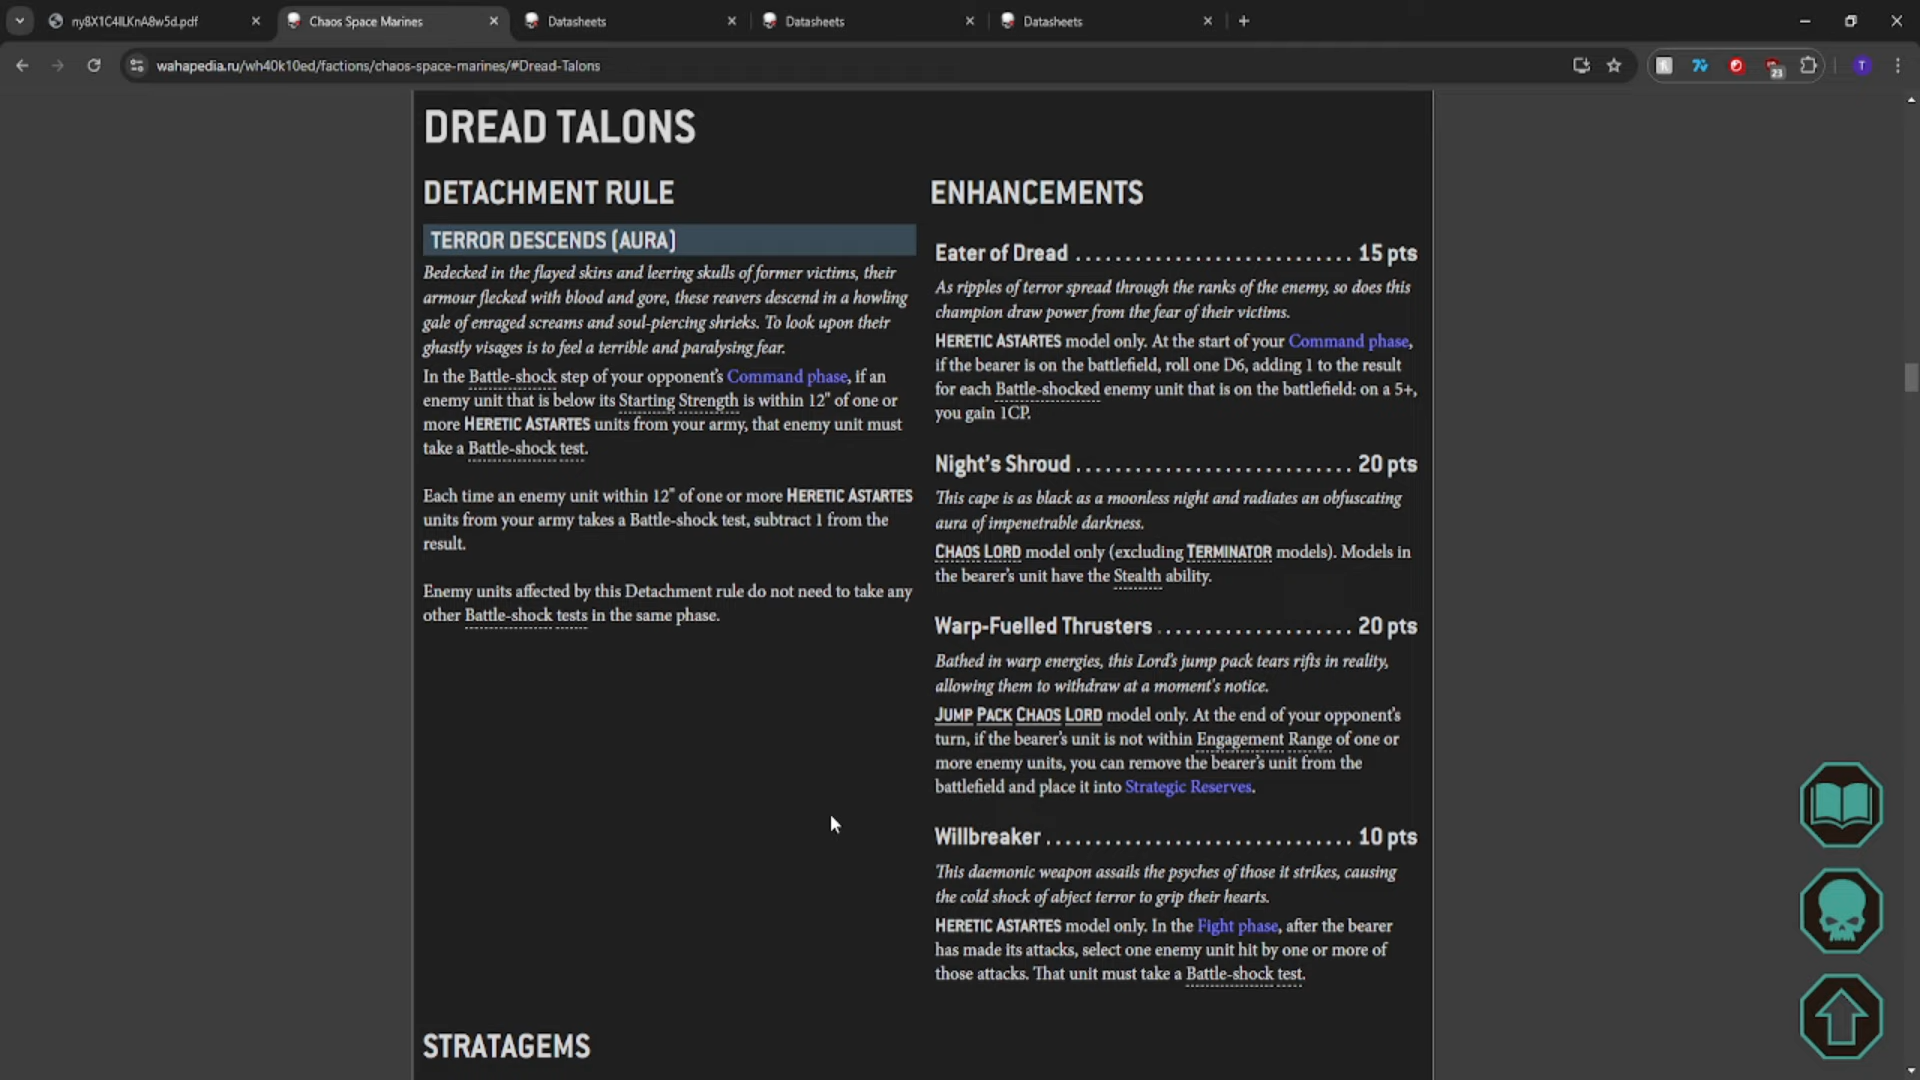 ny8X1C4ILKnA8w5d.pdf
Chaos Space Marines
Datasheets
Datasheets
Datasheets
wahapedia.ru/wh40k10ed/factions/chaos-space-marines/#Dread-Talons
23
T
DREAD TALONS
DETACHMENT RULE
TERROR DESCENDS (AURA)
Bedecked in the flayed skins and leering skulls of former victims, their
armour flecked with blood and gore, these reavers descend in a howling
gale of enraged screams and soul-piercing shrieks. To look upon their
ghastly visages is to feel a terrible and paralysing fear.
In the Battle-shock step of your opponent's Command phase, if an
enemy unit that is below its Starting Strength is within 12" of one or
more HERETIC ASTARTES units from your army, that enemy unit must
take a Battle-shock test.
Each time an enemy unit within 12" of one or more HERETIC ASTARTES
units from your army takes a Battle-shock test, subtract 1 from the
result.
Enemy units affected by this Detachment rule do not need to take any
other Battle-shock tests in the same phase.
ENHANCEMENTS
Eater of Dread .......................... 15 pts
As ripples of terror spread through the ranks of the enemy, so does this
champion draw power from the fear of their victims.
HERETIC ASTARTES model only. At the start of your Command phase,
if the bearer is on the battlefield, roll one D6, adding 1 to the result
for each Battle-shocked enemy unit that is on the battlefield: on a 5+,
you gain 1CP.
Night's Shroud .......................... 20 pts
This cape is as black as a moonless night and radiates an obfuscating
aura of impenetrable darkness.
CHAOS LORD model only (excluding TERMINATOR models). Models in
the bearer's unit have the Stealth ability.
Warp-Fuelled Thrusters .................... 20 pts
Bathed in warp energies, this Lord's jump pack tears rifts in reality,
allowing them to withdraw at a moment's notice.
JUMP PACK CHAOS LORD model only. At the end of your opponent's
turn, if the bearer's unit is not within Engagement Range of one or
more enemy units, you can remove the bearer's unit from the
battlefield and place it into Strategic Reserves.
Willbreaker ............................. 10 pts
This daemonic weapon assails the psyches of those it strikes, causing
the cold shock of abject terror to grip their hearts.
HERETIC ASTARTES model only. In the Fight phase, after the bearer
has made its attacks, select one enemy unit hit by one or more of
those attacks. That unit must take a Battle-shock test.
STRATAGEMS